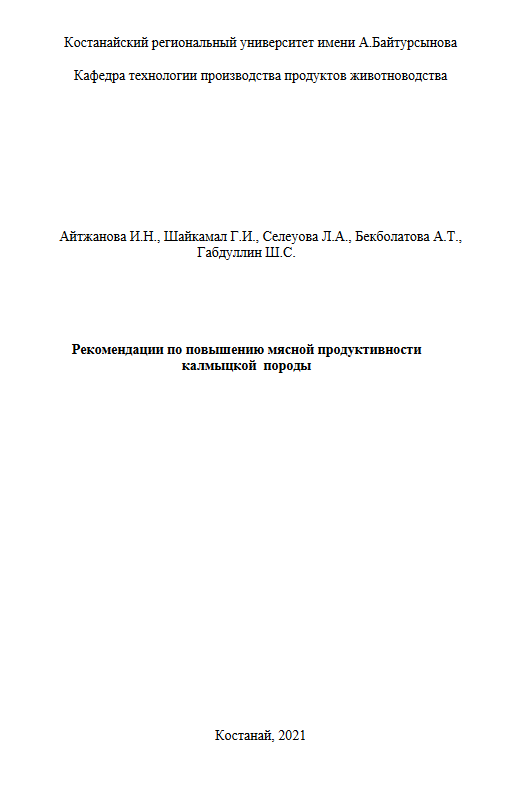 Костанайский региональный университет имени А.Байтурсынова
Кафедра технологии производства продуктов животноводства
Айтжанова И.Н., Шайкамал Г.И., Селеуова Л.А., Бекболатова А.Т.,
Габдуллин Ш.С.
Рекомендации по повышению мясной продуктивности
калмыцкой породы
Костанай, 2021